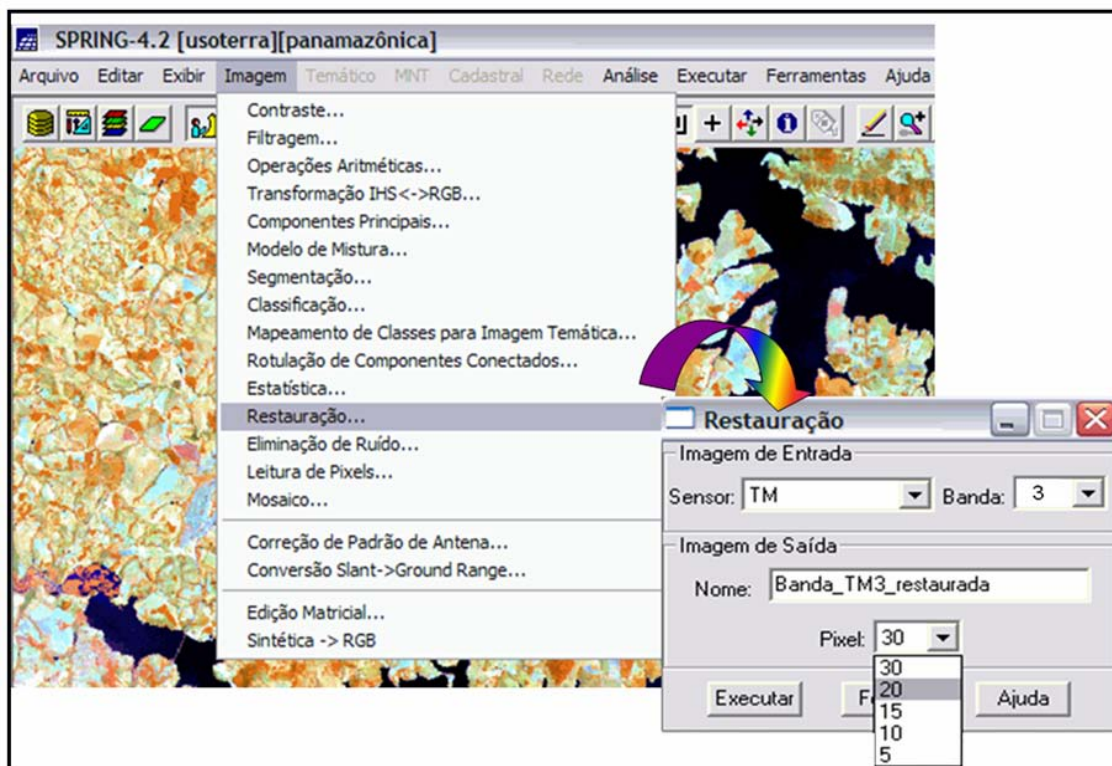 SPRING-4.2 [usoterra][panamazônica]
Arquivo Editar Exibir Imagem Temático MNT Cadastral Rede Análise Executar Ferramentas Ajuda
Contraste...
Filtragem...
Operações Aritméticas...
Transformação IHS<->RGB...
Componentes Principais...
Modelo de Mistura...
Segmentação...
Classificação...
Mapeamento de Classes para Imagem Temática...
Rotulação de Componentes Conectados...
Estatística...
Restauração...
Eliminação de Ruído...
Leitura de Pixels...
Mosaico...
Correção de Padrão de Antena...
Conversão Slant->Ground Range...
Edição Matricial...
Sintética -> RGB
Restauração
Imagem de Entrada
Sensor: TM Banda: 3
Imagem de Saída
Nome: Banda_TM3_restaurada
Pixel: 30
30
20
15
10
5
Executar F Ajuda